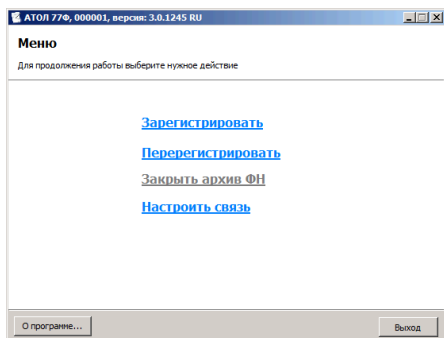 АТОЛ 77Ф, 000001, версия: 3.0.1245 RU
Меню
Для продолжения работы выберите нужное действие
Зарегистрировать
Перерегистрировать
Закрыть архив ФН
Настроить связь
О программе...
Выход